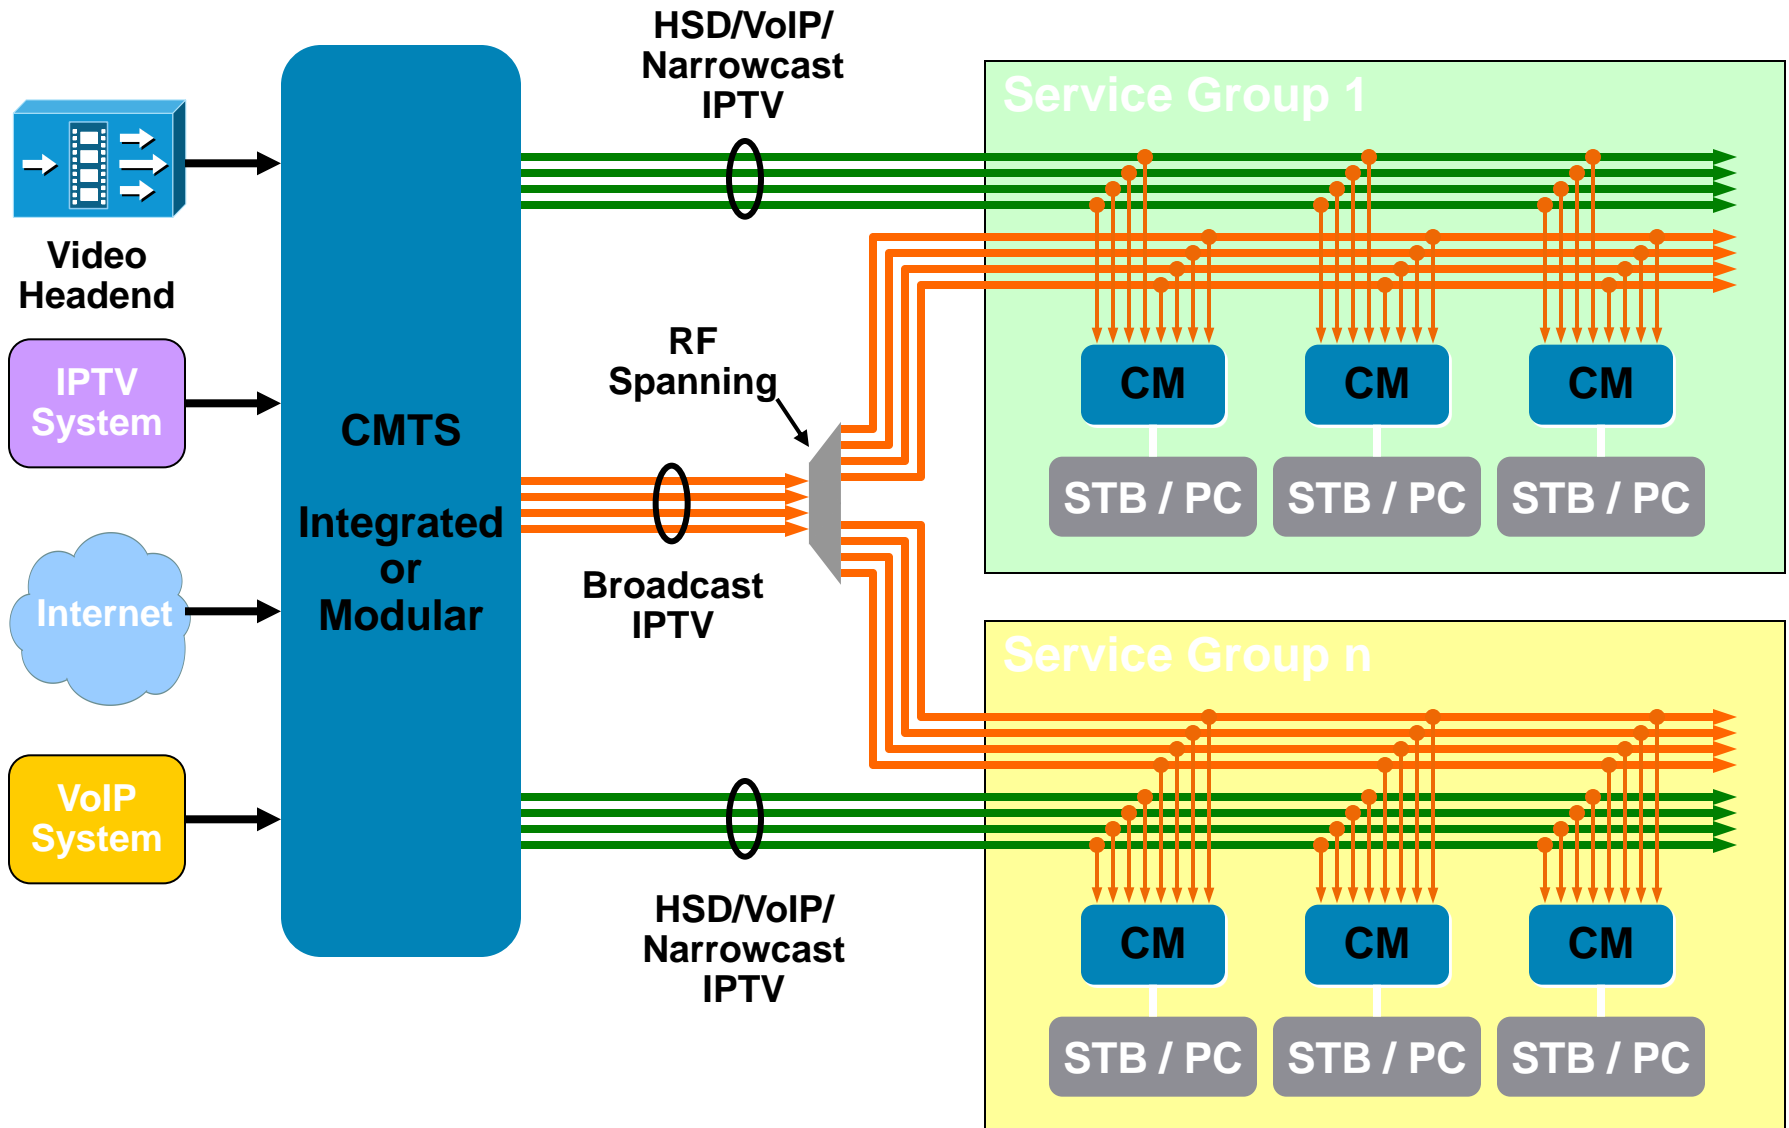 HSD/VoIP/
Narrowcast
IPTV
Service Group 1
Video
Headend
IPTV
System
RF
Spanning
CM
CM
CM
CMTS
Integrated
or
Modular
STB / PC
STB / PC
STB / PC
Internet
Broadcast
IPTV
Service Group n
VoIP
System
HSD/VoIP/
Narrowcast
IPTV
CM
CM
CM
STB / PC
STB / PC
STB / PC